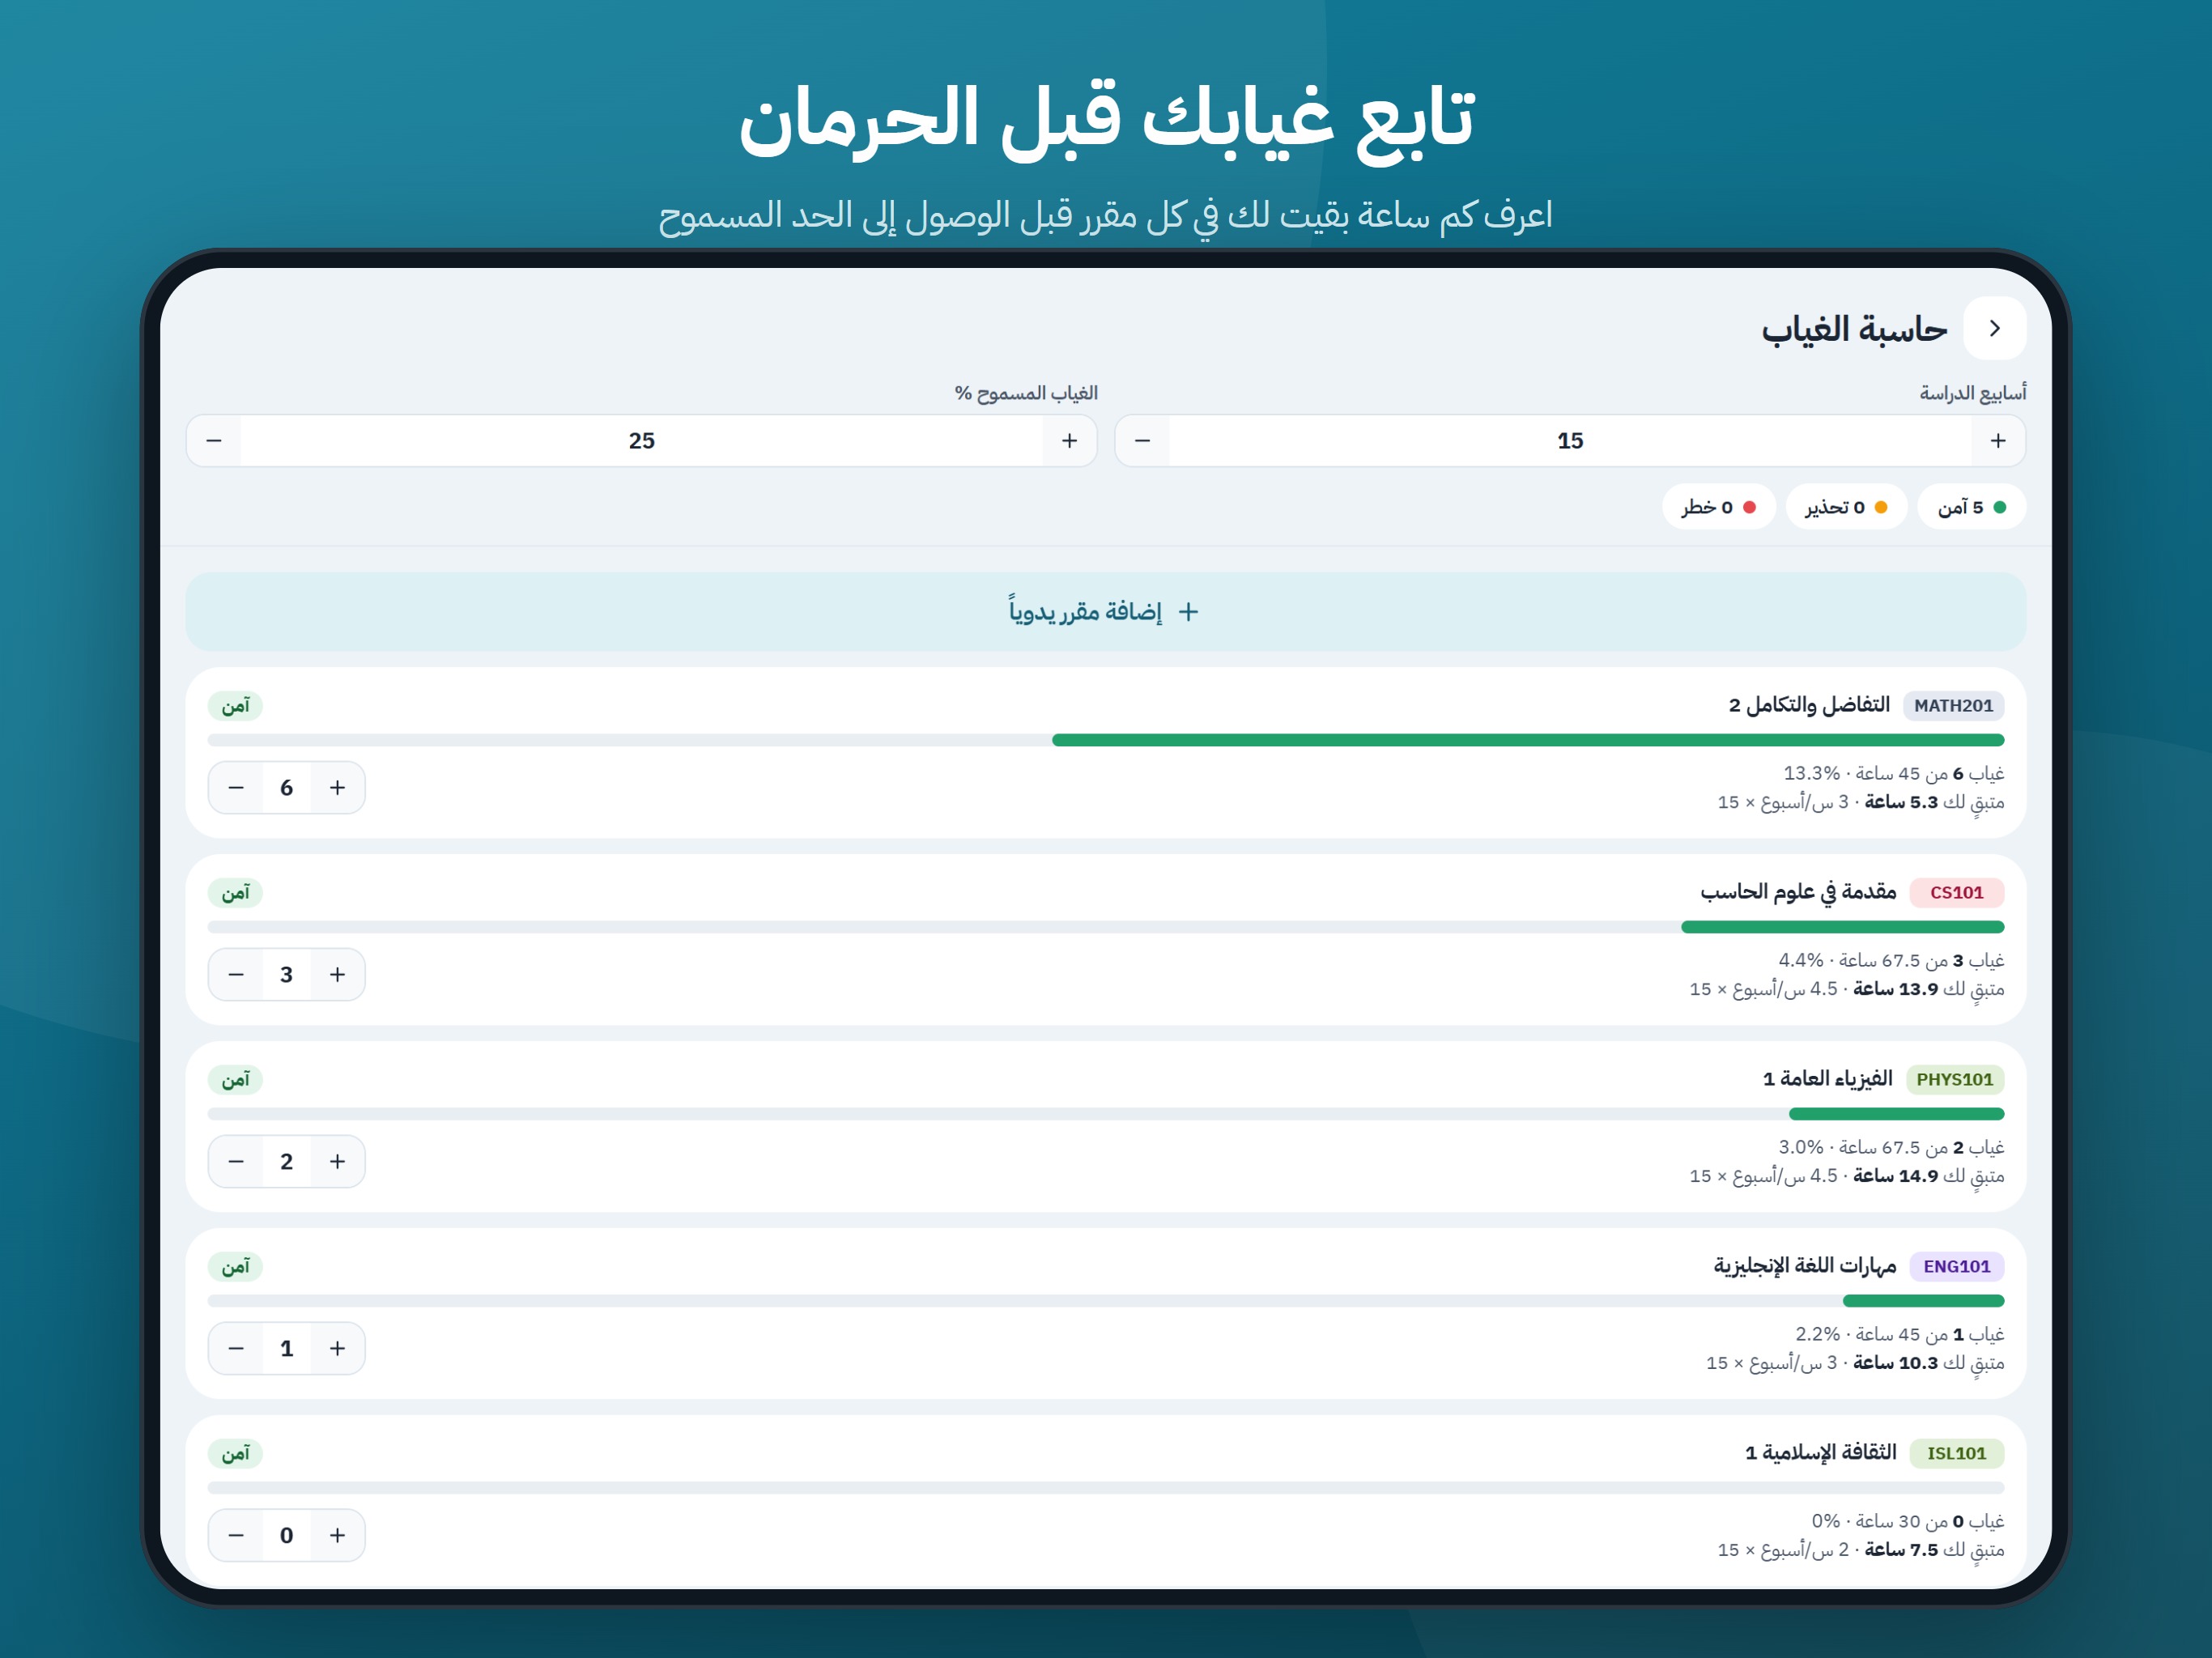 تابع غيابك قبل الحرمان
اعرف كم ساعة بقيت لك في كل مقرر قبل الوصول إلى الحد المسموح
حاسبة الغياب
أسابيع الدراسة
+ 15 −
الغياب المسموح %
+ 25 −
5 آمن
0 تحذير
0 خطر
+ إضافة مقرر يدوياً
MATH201 التفاضل والتكامل 2
آمن
غياب 6 من 45 ساعة · 13.3%
متبقٍ لك 5.3 ساعة · 3 س/أسبوع × 15
+ 6 −
CS101 مقدمة في علوم الحاسب
آمن
غياب 3 من 67.5 ساعة · 4.4%
متبقٍ لك 13.9 ساعة · 4.5 س/أسبوع × 15
+ 3 −
PHYS101 الفيزياء العامة 1
آمن
غياب 2 من 67.5 ساعة · 3.0%
متبقٍ لك 14.9 ساعة · 4.5 س/أسبوع × 15
+ 2 −
ENG101 مهارات اللغة الإنجليزية
آمن
غياب 1 من 45 ساعة · 2.2%
متبقٍ لك 10.3 ساعة · 3 س/أسبوع × 15
+ 1 −
ISL101 الثقافة الإسلامية 1
آمن
غياب 0 من 30 ساعة · 0%
متبقٍ لك 7.5 ساعة · 2 س/أسبوع × 15
+ 0 −